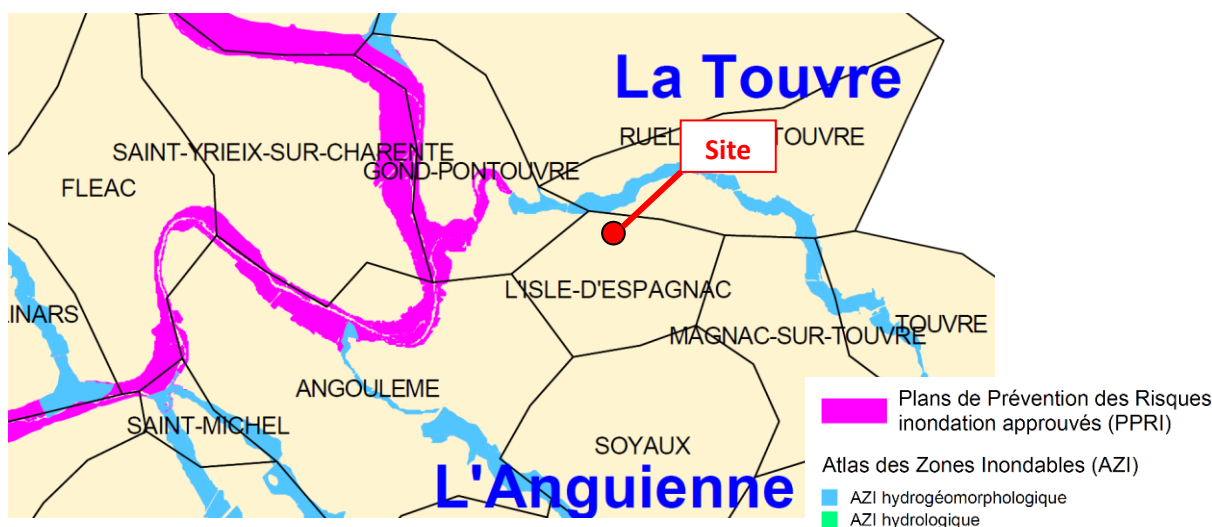 La Touvre
RUEL
TOUVRE
Site
SAINT-YRIEIX-SUR-CHARENTE
GOND-PONTOUVRE
FLEAC
L'ISLE-D'ESPAGNAC
LINARS
MAGNAC-SUR-TOUVRE
TOUVRE
ANGOULEME
SAINT-MICHEL
SOYAUX
L'Anguienne
Plans de Prévention des Risques
inondation approuvés (PPRI)
Atlas des Zones Inondables (AZI)
AZI hydrogéomorphologique
AZI hydrologique